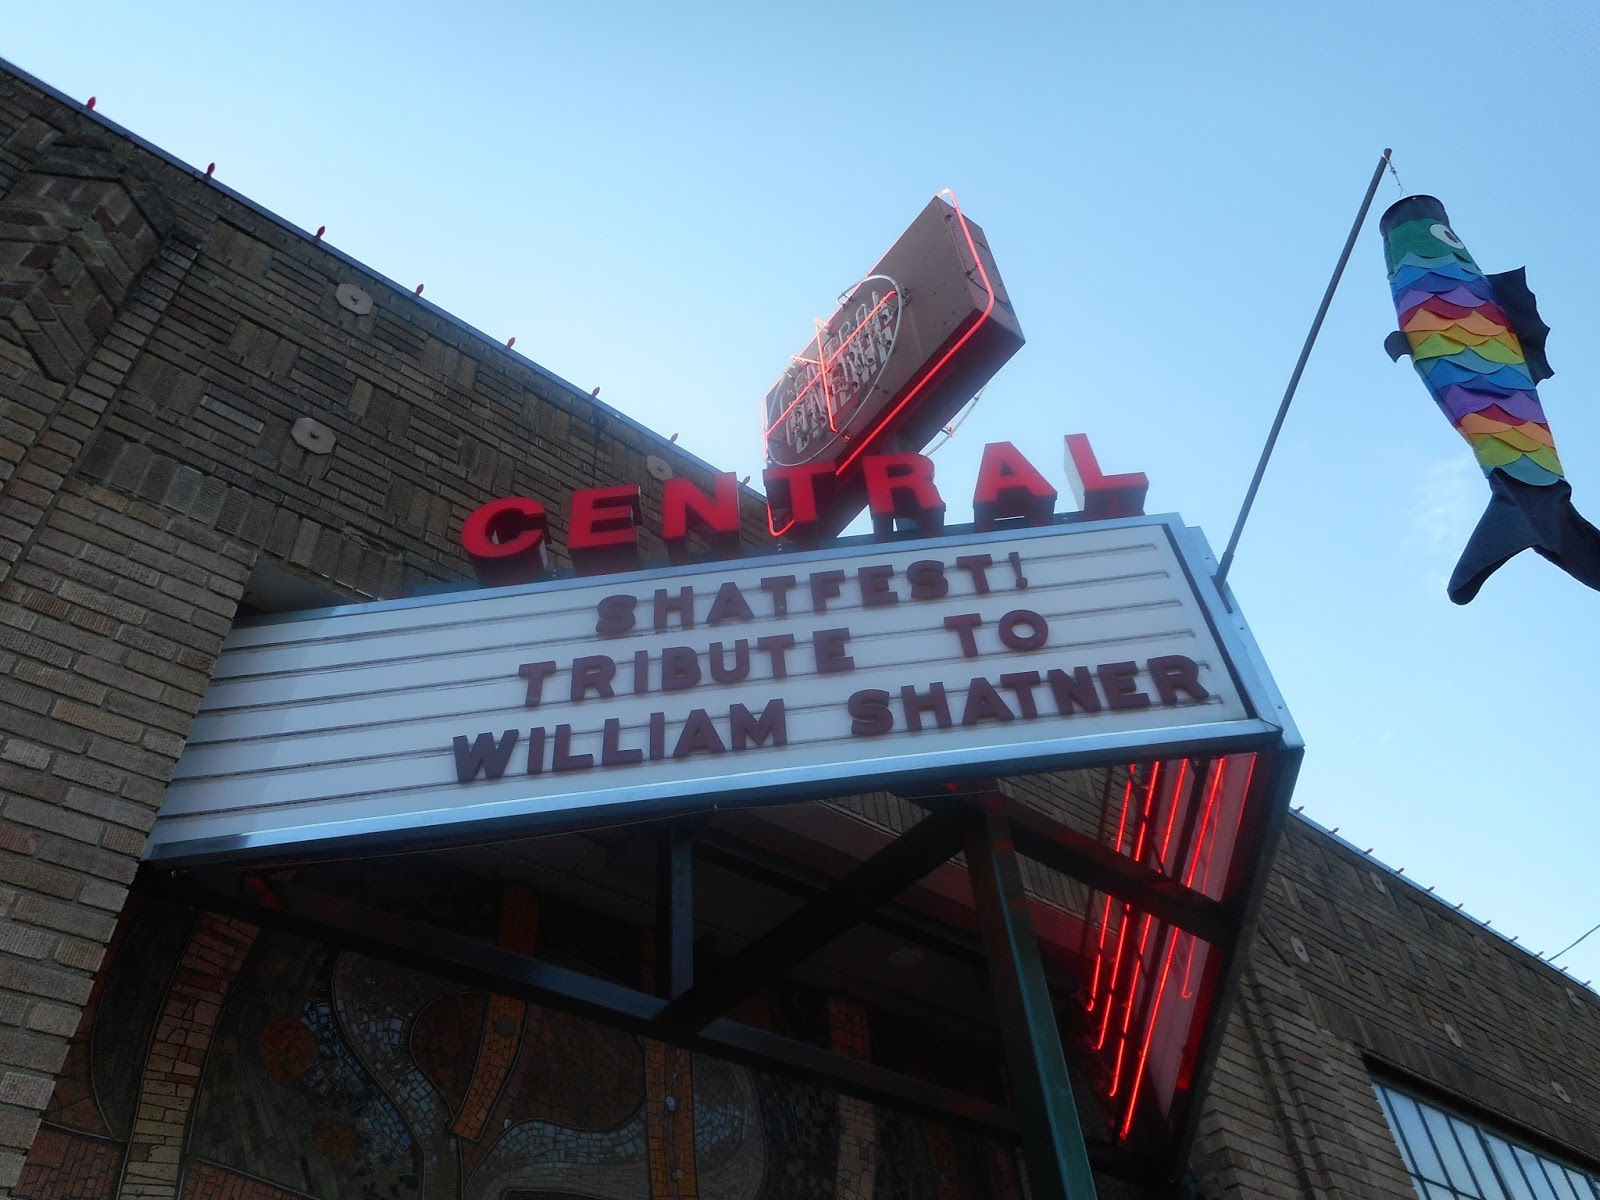 CENTRAL
SHATFEST!
TRIBUTE TO
WILLIAM SHATNER